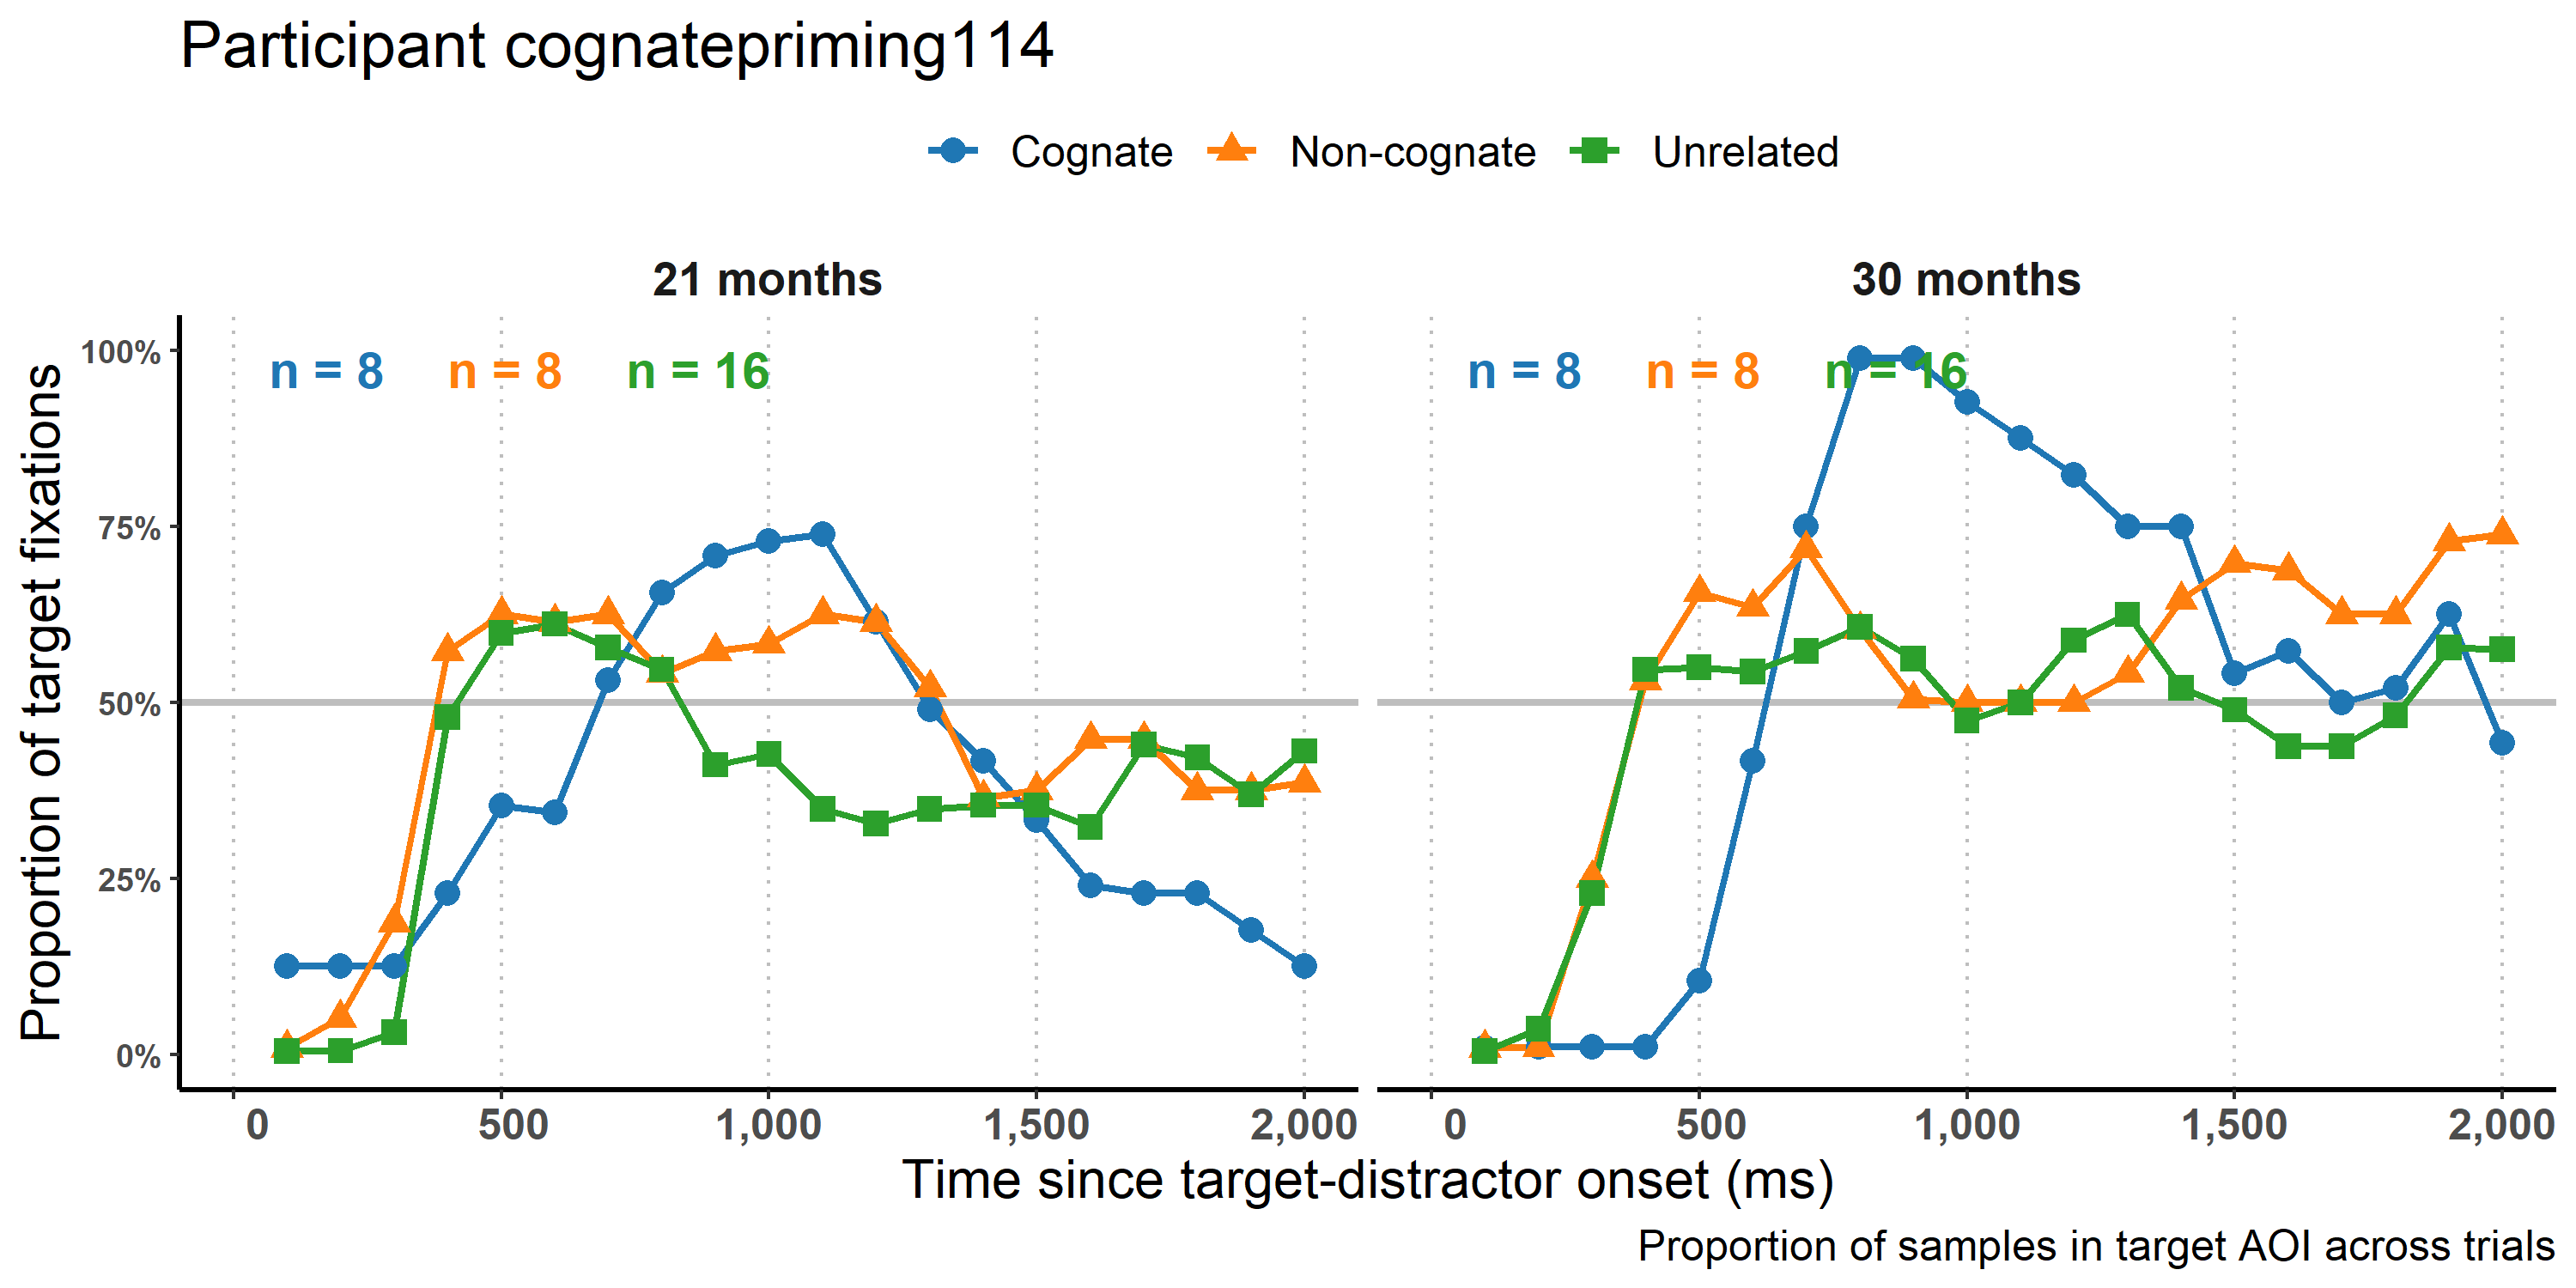 Participant cognatepriming114
Cognate Non-cognate Unrelated
21 months 30 months
100%
75%
50%
25%
0%
n = 8 n = 8 n = 16
n = 8 n = 8 n = 16
Proportion of target fixations
0 500 1,000 1,500 2,000
0 500 1,000 1,500 2,000
Time since target-distractor onset (ms)
Proportion of samples in target AOI across trials